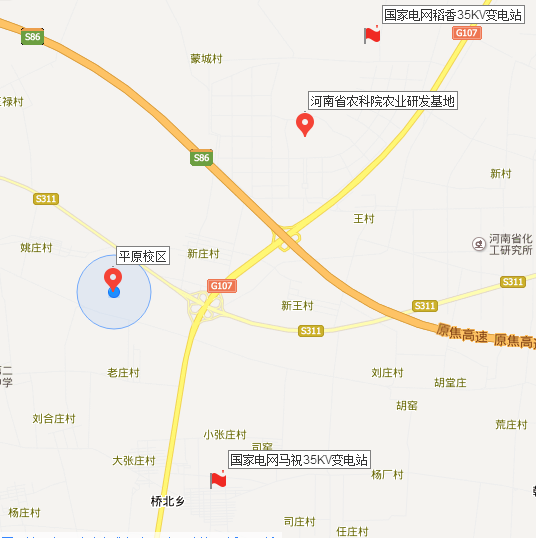 国家电网稻香35KV变电站
S86
G107
蒙城村
河南省农科院农业研发基地
禄村
S86
新村
S311
王村
河南省化
工研究所
姚庄村
平原校区
新庄村
G107
S311
新王村
S311
S311
原焦高速
原焦高速
老庄村
刘庄村
胡堂庄
二
中学
胡窑
刘合庄村
荒庄村
小张庄村
司窑
大张庄村
国家电网马祝35KV变电站
杨厂村
桥北乡
杨庄村
司庄村
任庄村